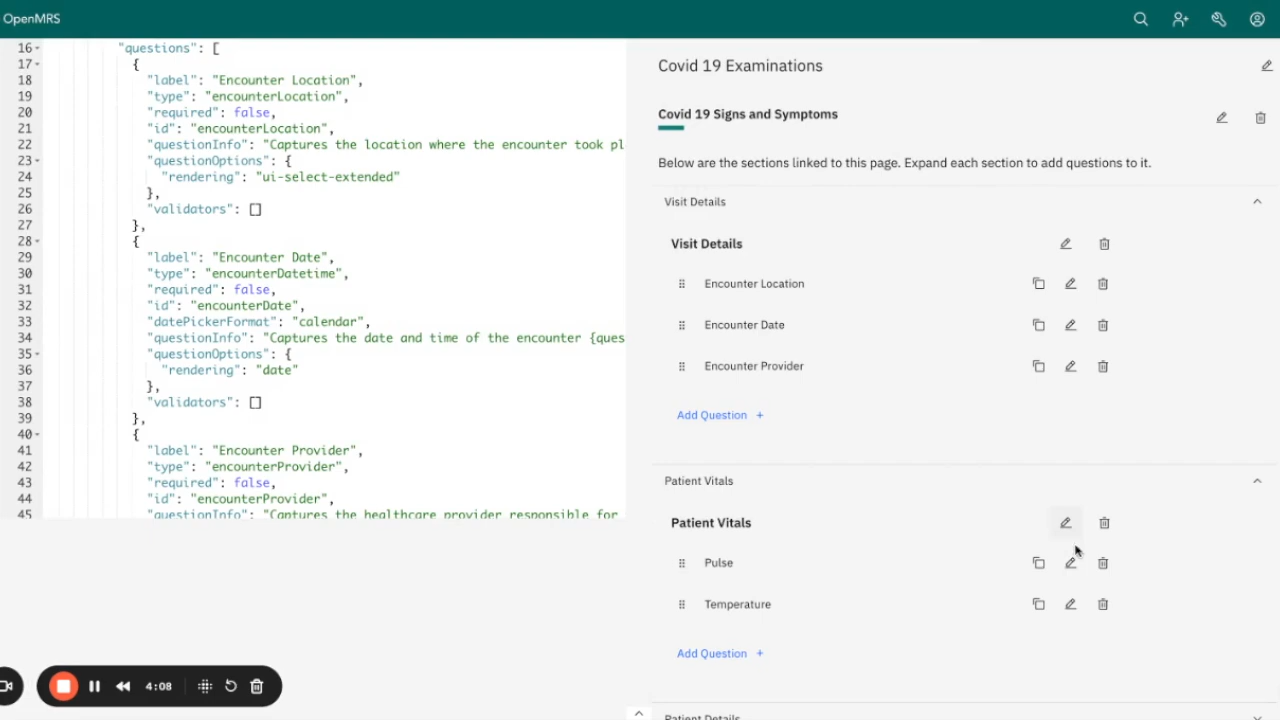 OpenMRS
16 "questions": [
17 {
18 "label": "Encounter Location",
19 "type": "encounterLocation",
20 "required": false,
21 "id": "encounterLocation",
22 "questionInfo": "Captures the location where the encounter took pl
23 "questionOptions": {
24 "rendering": "ui-select-extended"
25 },
26 "validators": []
27 },
28 {
29 "label": "Encounter Date",
30 "type": "encounterDatetime",
31 "required": false,
32 "id": "encounterDate",
33 "datePickerFormat": "calendar",
34 "questionInfo": "Captures the date and time of the encounter {ques
35 "questionOptions": {
36 "rendering": "date"
37 },
38 "validators": []
39 },
40 {
41 "label": "Encounter Provider",
42 "type": "encounterProvider",
43 "required": false,
44 "id": "encounterProvider",
45 "questionInfo": "Captures the healthcare provider responsible for
Covid 19 Examinations
Covid 19 Signs and Symptoms
Below are the sections linked to this page. Expand each section to add questions to it.
Visit Details
Visit Details
Encounter Location
Encounter Date
Encounter Provider
Add Question +
Patient Vitals
Patient Vitals
Pulse
Temperature
Add Question +
Patient Details
4:08